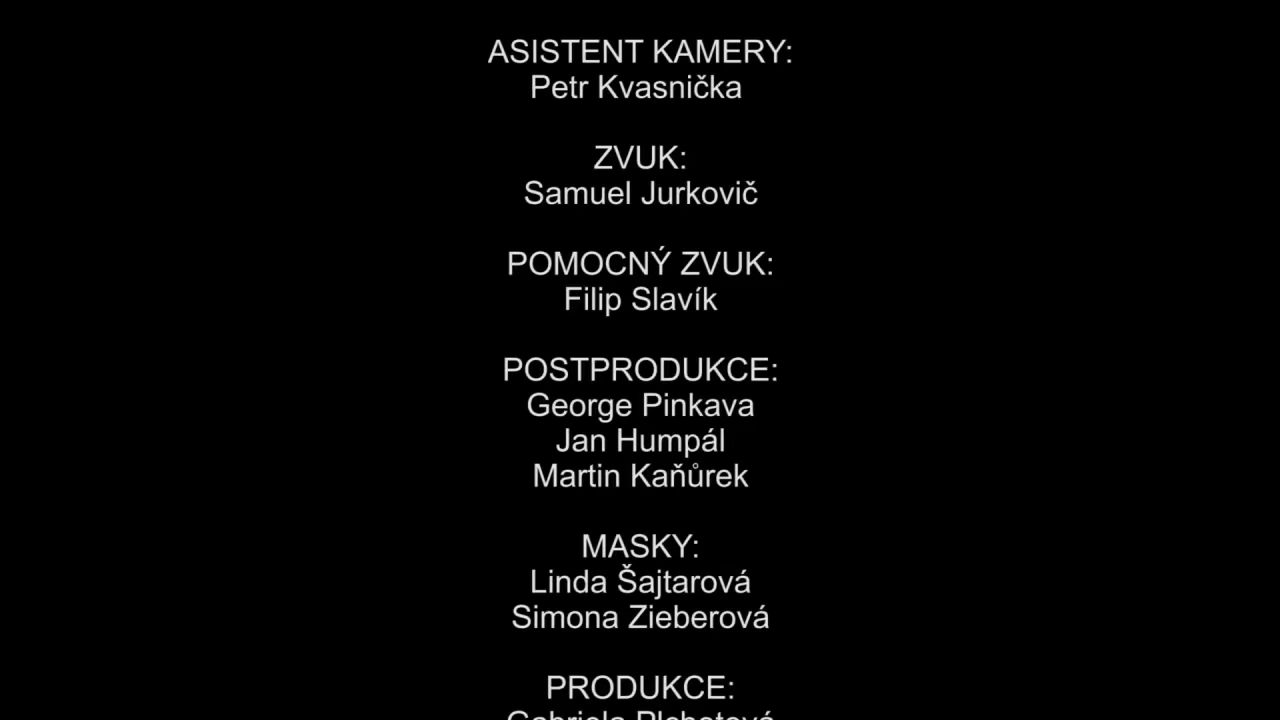 ASISTENT KAMERY:
Petr Kvasnička
ZVUK:
Samuel Jurkovič
POMOCNÝ ZVUK:
Filip Slavík
POSTPRODUKCE:
George Pinkava
Jan Humpál
Martin Kaňůrek
MASKY:
Linda Šajtarová
Simona Zieberová
PRODUKCE:
Gabriela